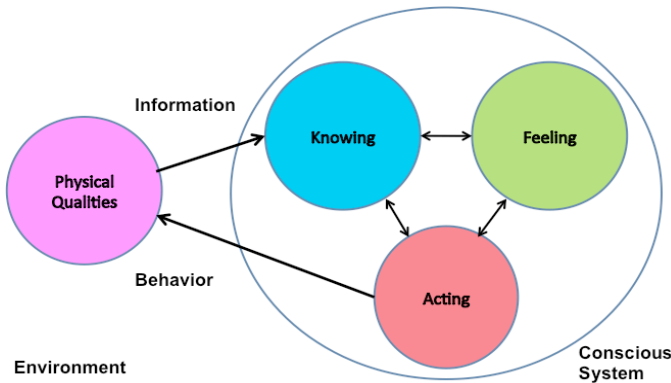 Information
Knowing
Feeling
Physical
Qualities
Behavior
Acting
Environment
Conscious
System